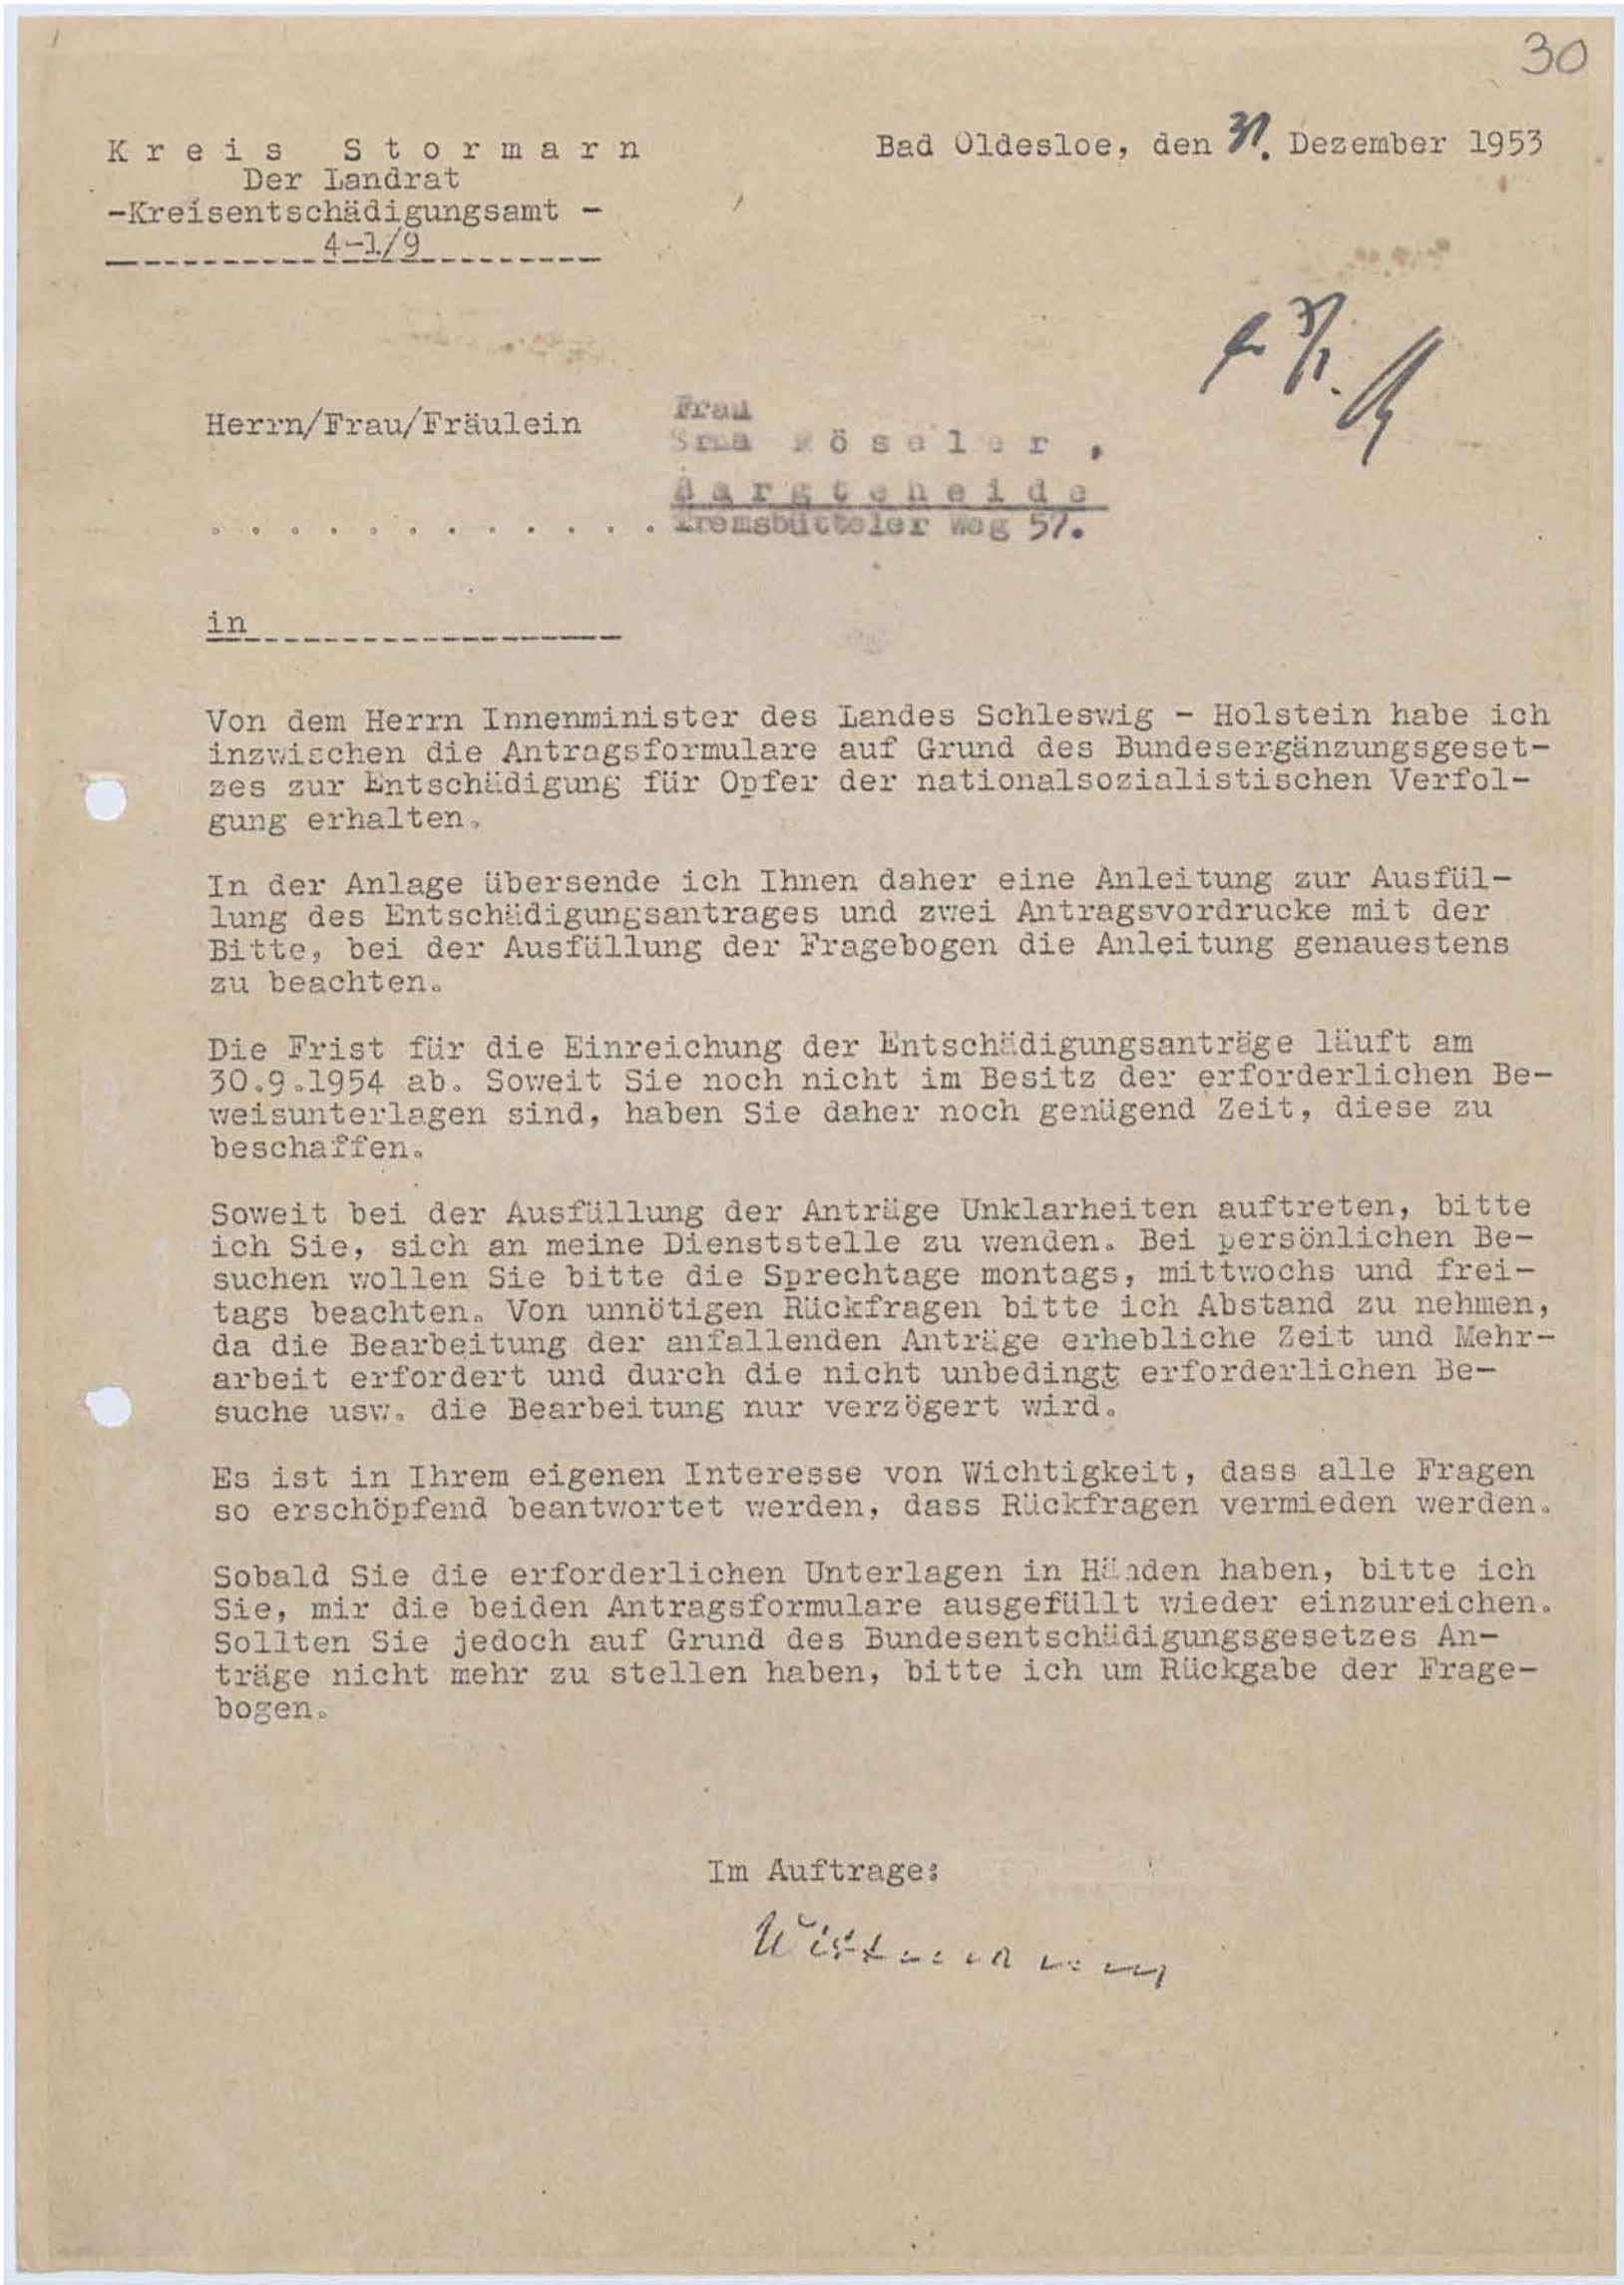 30
K r e i s S t o r m a r n
Bad Oldesloe, den 31. Dezember 1953
Der Landrat
-Kreisentschädigungsamt -
4-1/9
Herrn/Frau/Fräulein
Frau
Erna R ö s e l e r ,
B a r g t e h e i d e
. . . . . . . . . . . . Tremsbütteler Weg 57.
in
Von dem Herrn Innenminister des Landes Schleswig - Holstein habe ich
inzwischen die Antragsformulare auf Grund des Bundesergänzungsgeset-
zes zur Entschädigung für Opfer der nationalsozialistischen Verfol-
gung erhalten.
In der Anlage übersende ich Ihnen daher eine Anleitung zur Ausfül-
lung des Entschädigungsantrages und zwei Antragsvordrucke mit der
Bitte, bei der Ausfüllung der Fragebogen die Anleitung genauestens
zu beachten.
Die Frist für die Einreichung der Entschädigungsanträge läuft am
30.9.1954 ab. Soweit Sie noch nicht im Besitz der erforderlichen Be-
weisunterlagen sind, haben Sie daher noch genügend Zeit, diese zu
beschaffen.
Soweit bei der Ausfüllung der Anträge Unklarheiten auftreten, bitte
ich Sie, sich an meine Dienststelle zu wenden. Bei persönlichen Be-
suchen wollen Sie bitte die Sprechtage montags, mittwochs und frei-
tags beachten. Von unnötigen Rückfragen bitte ich Abstand zu nehmen,
da die Bearbeitung der anfallenden Anträge erhebliche Zeit und Mehr-
arbeit erfordert und durch die nicht unbedingt erforderlichen Be-
suche usw. die Bearbeitung nur verzögert wird.
Es ist in Ihrem eigenen Interesse von Wichtigkeit, dass alle Fragen
so erschöpfend beantwortet werden, dass Rückfragen vermieden werden.
Sobald Sie die erforderlichen Unterlagen in Händen haben, bitte ich
Sie, mir die beiden Antragsformulare ausgefüllt wieder einzureichen.
Sollten Sie jedoch auf Grund des Bundesentschädigungsgesetzes An-
träge nicht mehr zu stellen haben, bitte ich um Rückgabe der Frage-
bogen.
Im Auftrage: